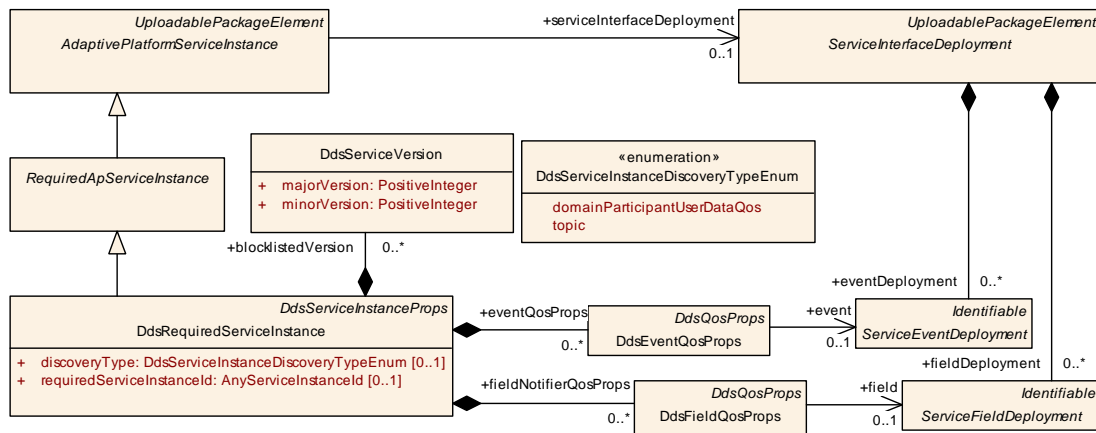 UploadablePackageElement
AdaptivePlatformServiceInstance
+serviceInterfaceDeployment
0..1
UploadablePackageElement
ServiceInterfaceDeployment
RequiredApServiceInstance
DdsServiceVersion
+ majorVersion: PositiveInteger
+ minorVersion: PositiveInteger
«enumeration»
DdsServiceInstanceDiscoveryTypeEnum
domainParticipantUserDataQos
topic
+blocklistedVersion
0..*
+eventDeployment
0..*
DdsServiceInstanceProps
DdsRequiredServiceInstance
+ discoveryType: DdsServiceInstanceDiscoveryTypeEnum [0..1]
+ requiredServiceInstanceId: AnyServiceInstanceId [0..1]
+eventQosProps
0..*
DdsQosProps
DdsEventQosProps
+event
0..1
Identifiable
ServiceEventDeployment
+fieldDeployment
0..*
+fieldNotifierQosProps
0..*
DdsQosProps
DdsFieldQosProps
+field
0..1
Identifiable
ServiceFieldDeployment